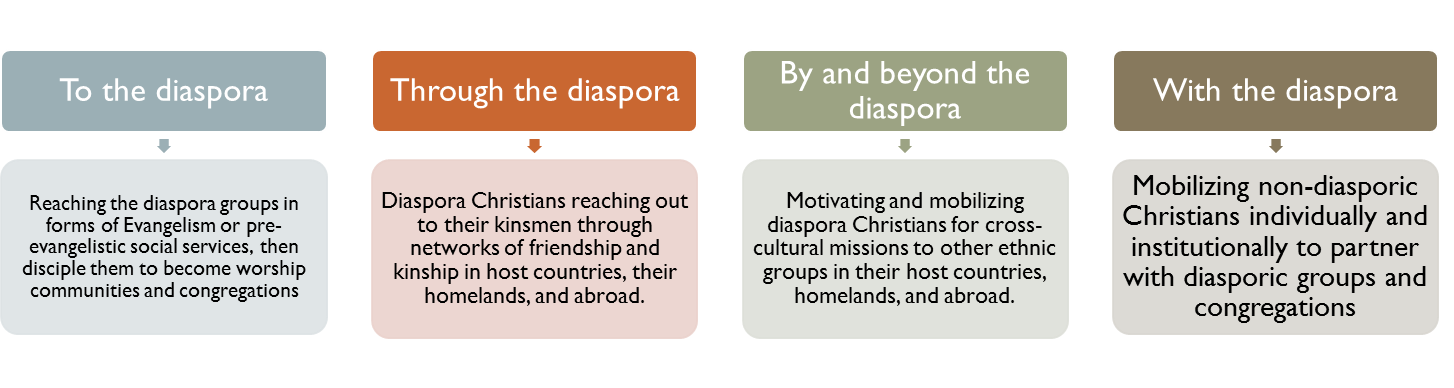 To the diaspora
Reaching the diaspora groups in
forms of Evangelism or pre-
evangelistic social services, then
disciple them to become worship
communities and congregations
Through the diaspora
Diaspora Christians reaching out
to their kinsmen through
networks of friendship and
kinship in host countries, their
homelands, and abroad.
By and beyond the
diaspora
Motivating and mobilizing
diaspora Christians for cross-
cultural missions to other ethnic
groups in their host countries,
homelands, and abroad.
With the diaspora
Mobilizing non-diasporic
Christians individually and
institutionally to partner
with diasporic groups and
congregations